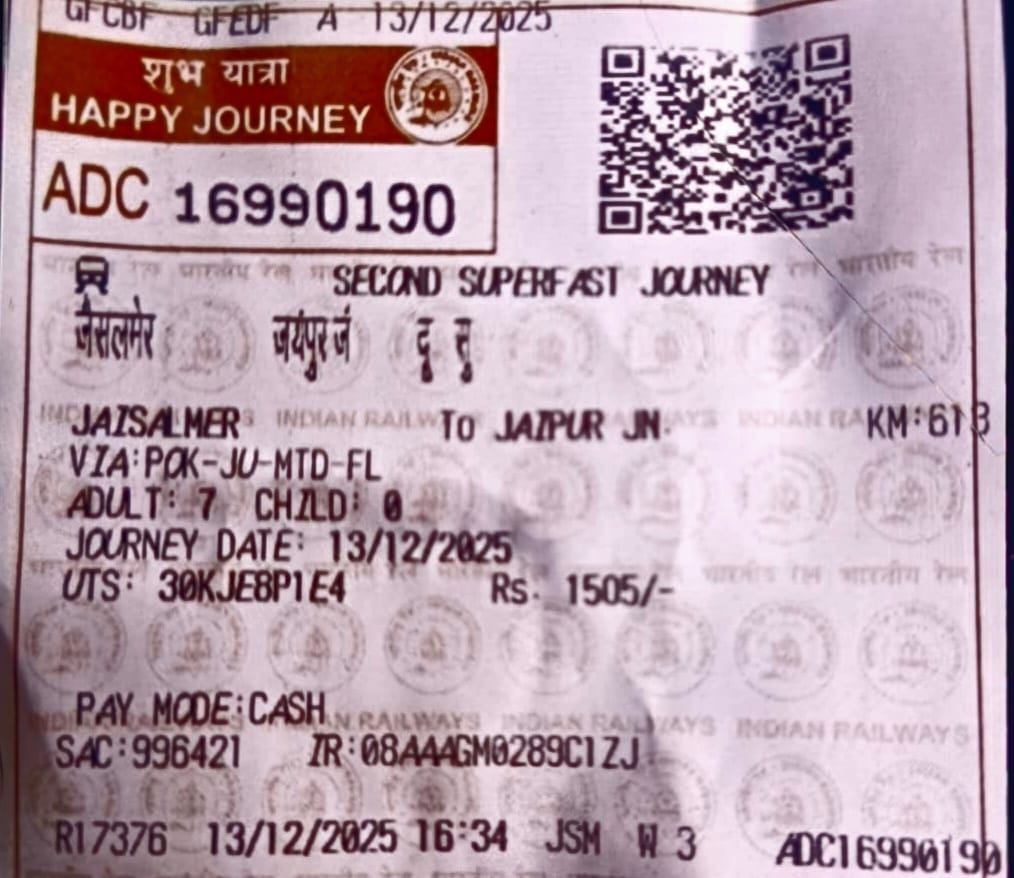 GFCBF GFEDF A 13/12/2025
शुभ यात्रा
HAPPY JOURNEY
ADC 16990190
SECOND SUPERFAST JOURNEY
जैसलमेर जयपुर जं दू सु
JAISALMER To JAIPUR JN. KM:613
VIA:POK-JU-MTD-FL
ADULT: 7 CHILD: 0
JOURNEY DATE: 13/12/2025
UTS: 30KJE8P1E4 Rs. 1505/-
PAY MODE:CASH
SAC:996421 IR:08AAAGM0289C1ZJ
R17376 13/12/2025 16:34 JSM W 3 ADC16990190